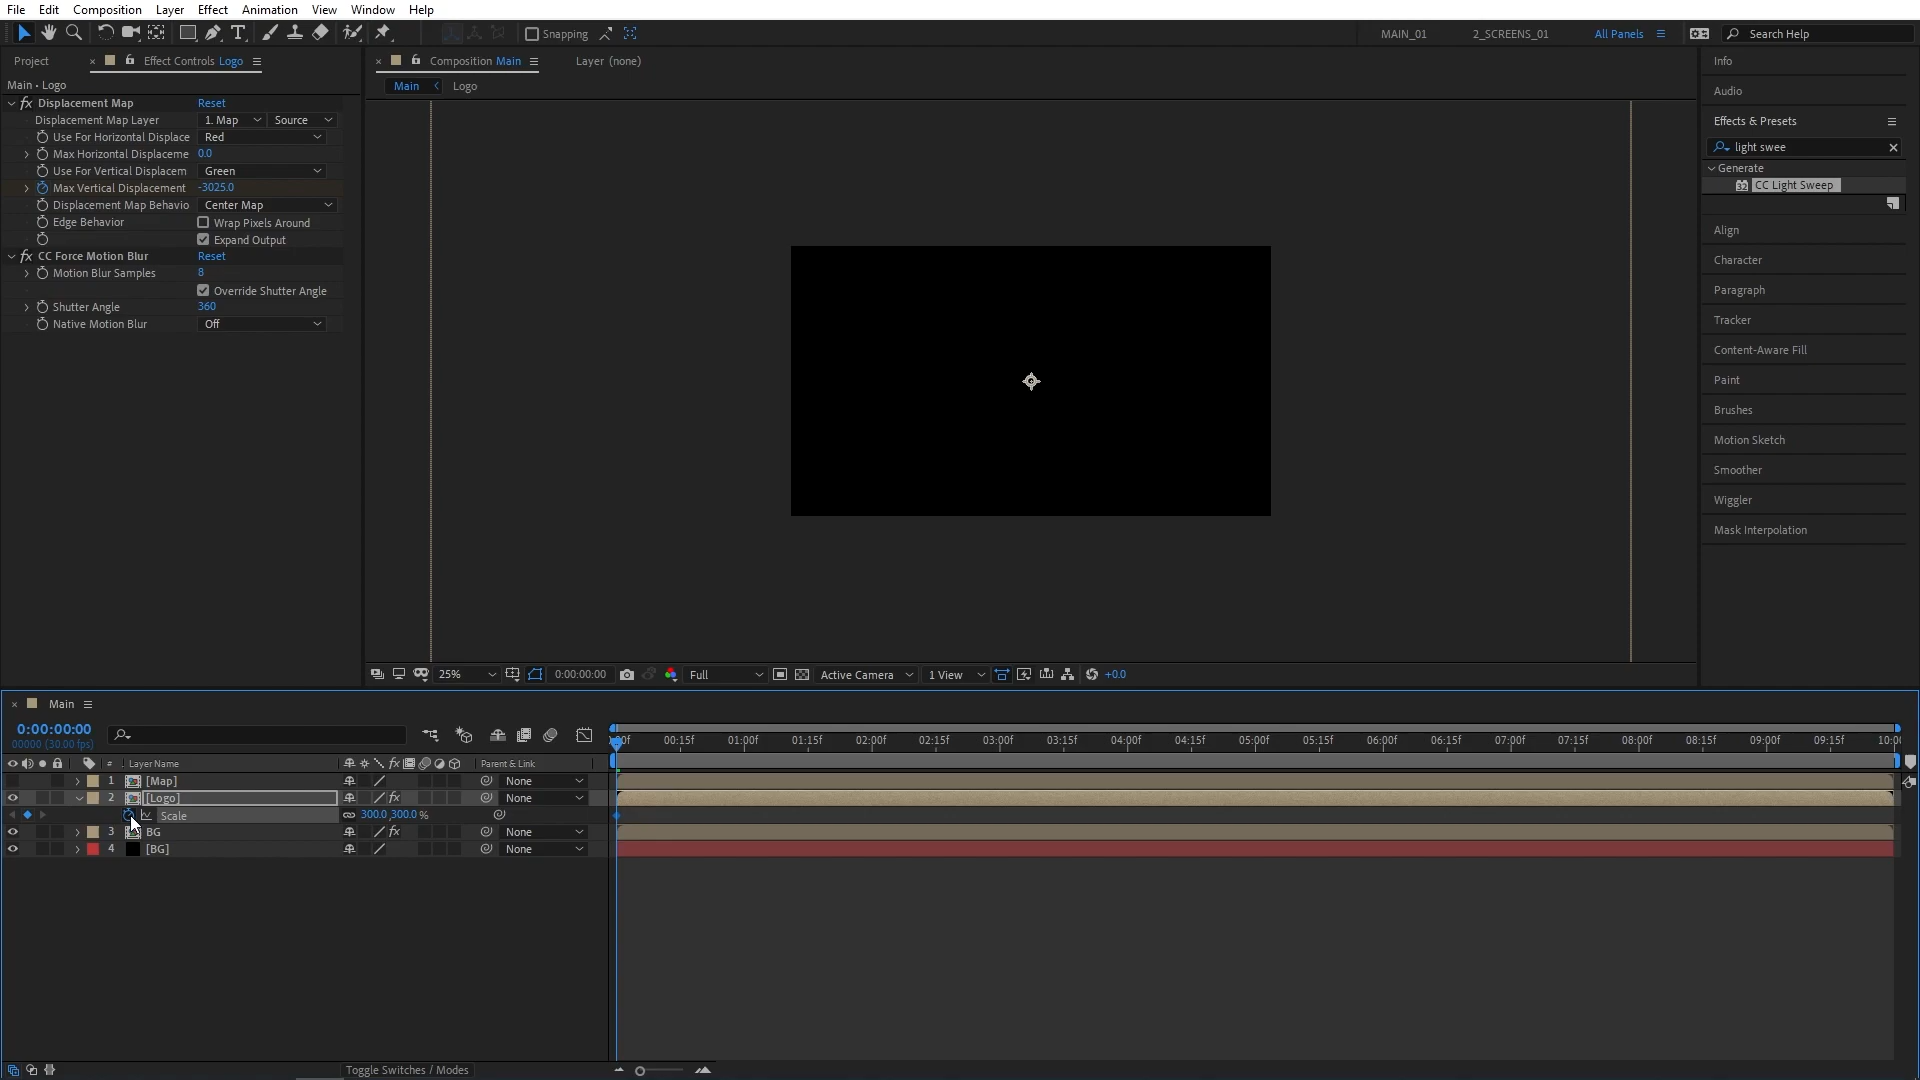 File Edit Composition Layer Effect Animation View Window Help
Snapping MAIN_01 2_SCREENS_01 All Panels Search Help
Project × Effect Controls Logo
× Composition Main Layer (none)
Info
Main • Logo
Main Logo
Audio
fx Displacement Map Reset
Displacement Map Layer 1. Map Source
Use For Horizontal Displace Red
Max Horizontal Displaceme 0.0
Use For Vertical Displacem Green
Max Vertical Displacement -3025.0
Displacement Map Behavio Center Map
Edge Behavior Wrap Pixels Around
Expand Output
fx CC Force Motion Blur Reset
Motion Blur Samples 8
Override Shutter Angle
Shutter Angle 360
Native Motion Blur Off
Effects & Presets
light swee ×
Generate
32 CC Light Sweep
Align
Character
Paragraph
Tracker
Content-Aware Fill
Paint
Brushes
Motion Sketch
Smoother
Wiggler
Mask Interpolation
25% 0:00:00:00 Full Active Camera 1 View +0.0
× Main
0:00:00:00
00000 (30.00 fps)
00:15f 01:00f 01:15f 02:00f 02:15f 03:00f 03:15f 04:00f 04:15f 05:00f 05:15f 06:00f 06:15f 07:00f 07:15f 08:00f 08:15f 09:00f 09:15f
# Layer Name fx Parent & Link
1 [Map] None
2 [Logo] fx None
Scale 300.0,300.0 %
3 BG fx None
4 [BG] None
Toggle Switches / Modes